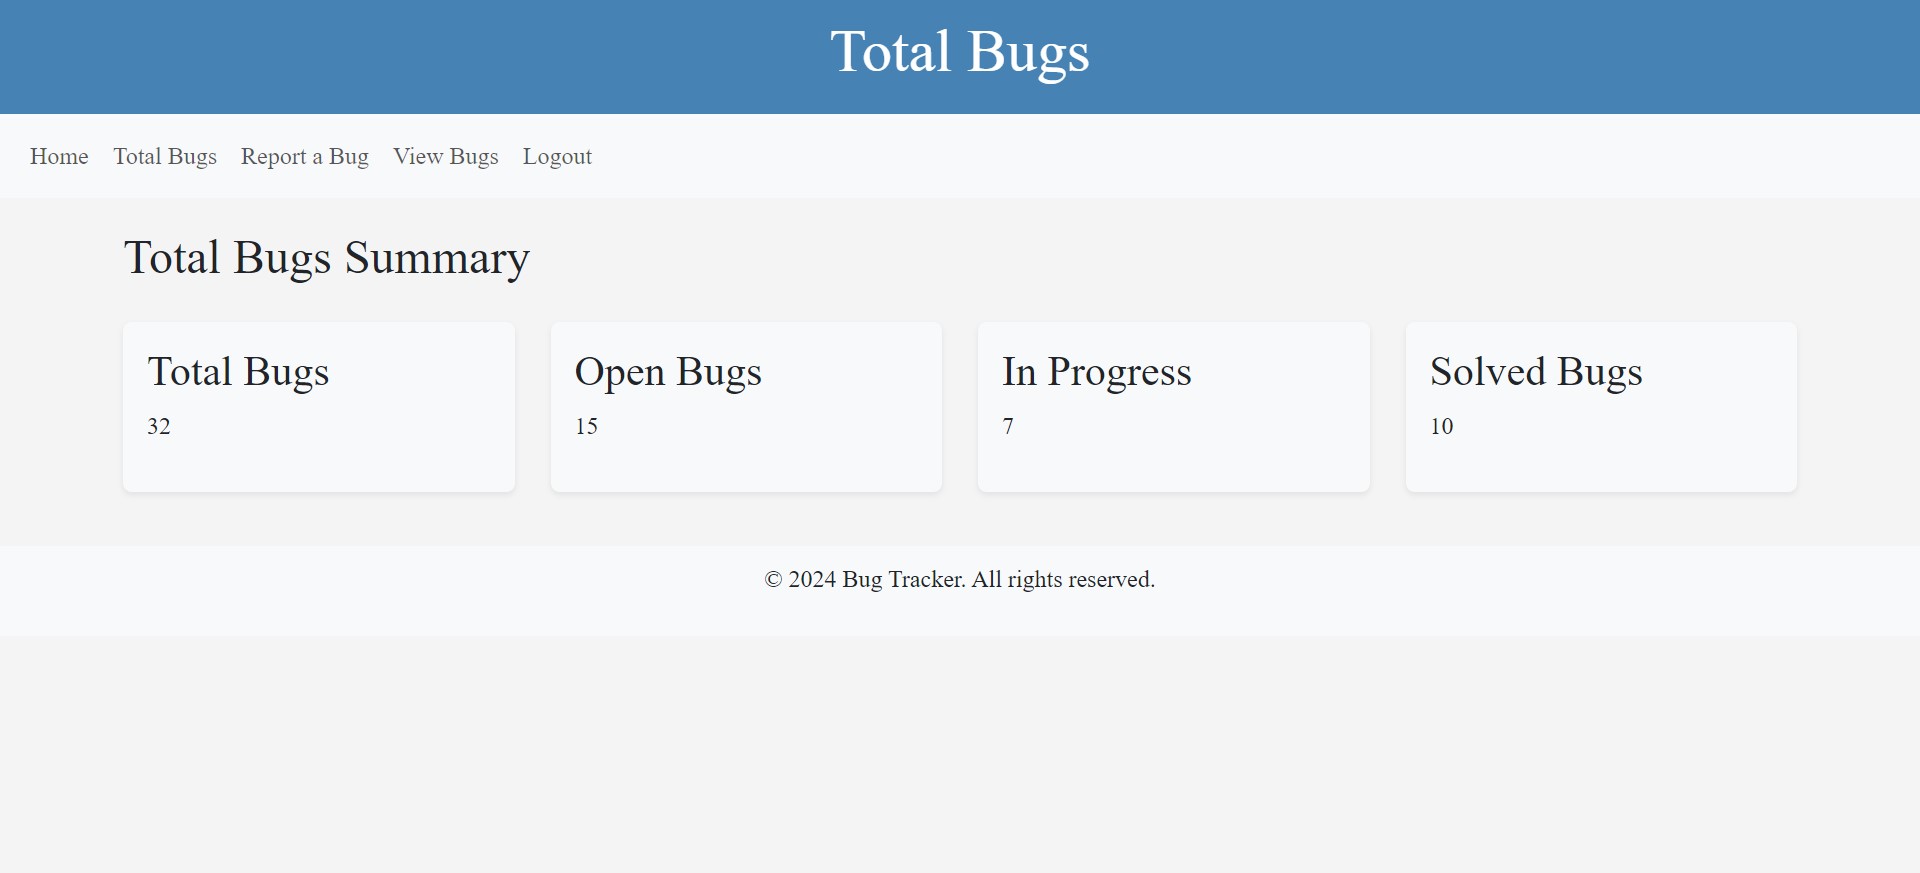 Total Bugs
Home Total Bugs Report a Bug View Bugs Logout
Total Bugs Summary
Total Bugs
32
Open Bugs
15
In Progress
7
Solved Bugs
10
© 2024 Bug Tracker. All rights reserved.